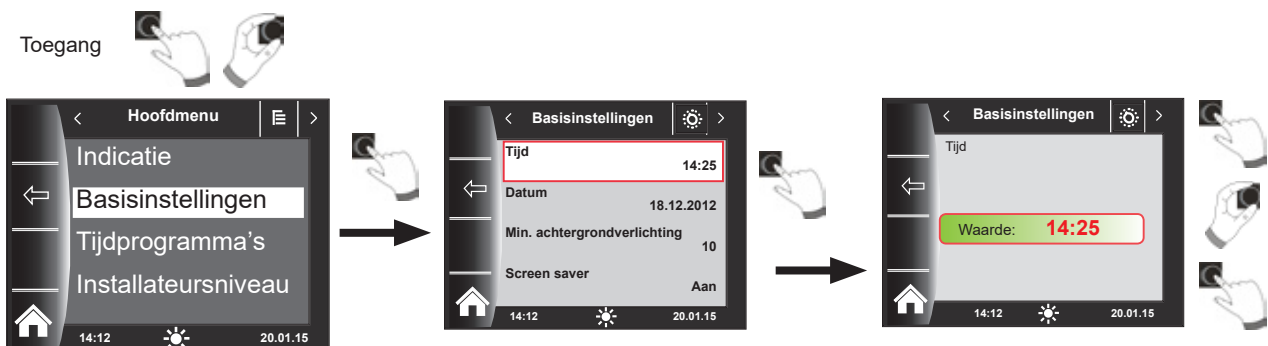 Toegang
Hoofdmenu
Indicatie
Basisinstellingen
Tijdprogramma's
Installateursniveau
14:12 20.01.15
Basisinstellingen
Tijd
14:25
Datum
18.12.2012
Min. achtergrondverlichting
10
Screen saver
Aan
14:12 20.01.15
Basisinstellingen
Tijd
Waarde: 14:25
14:12 20.01.15